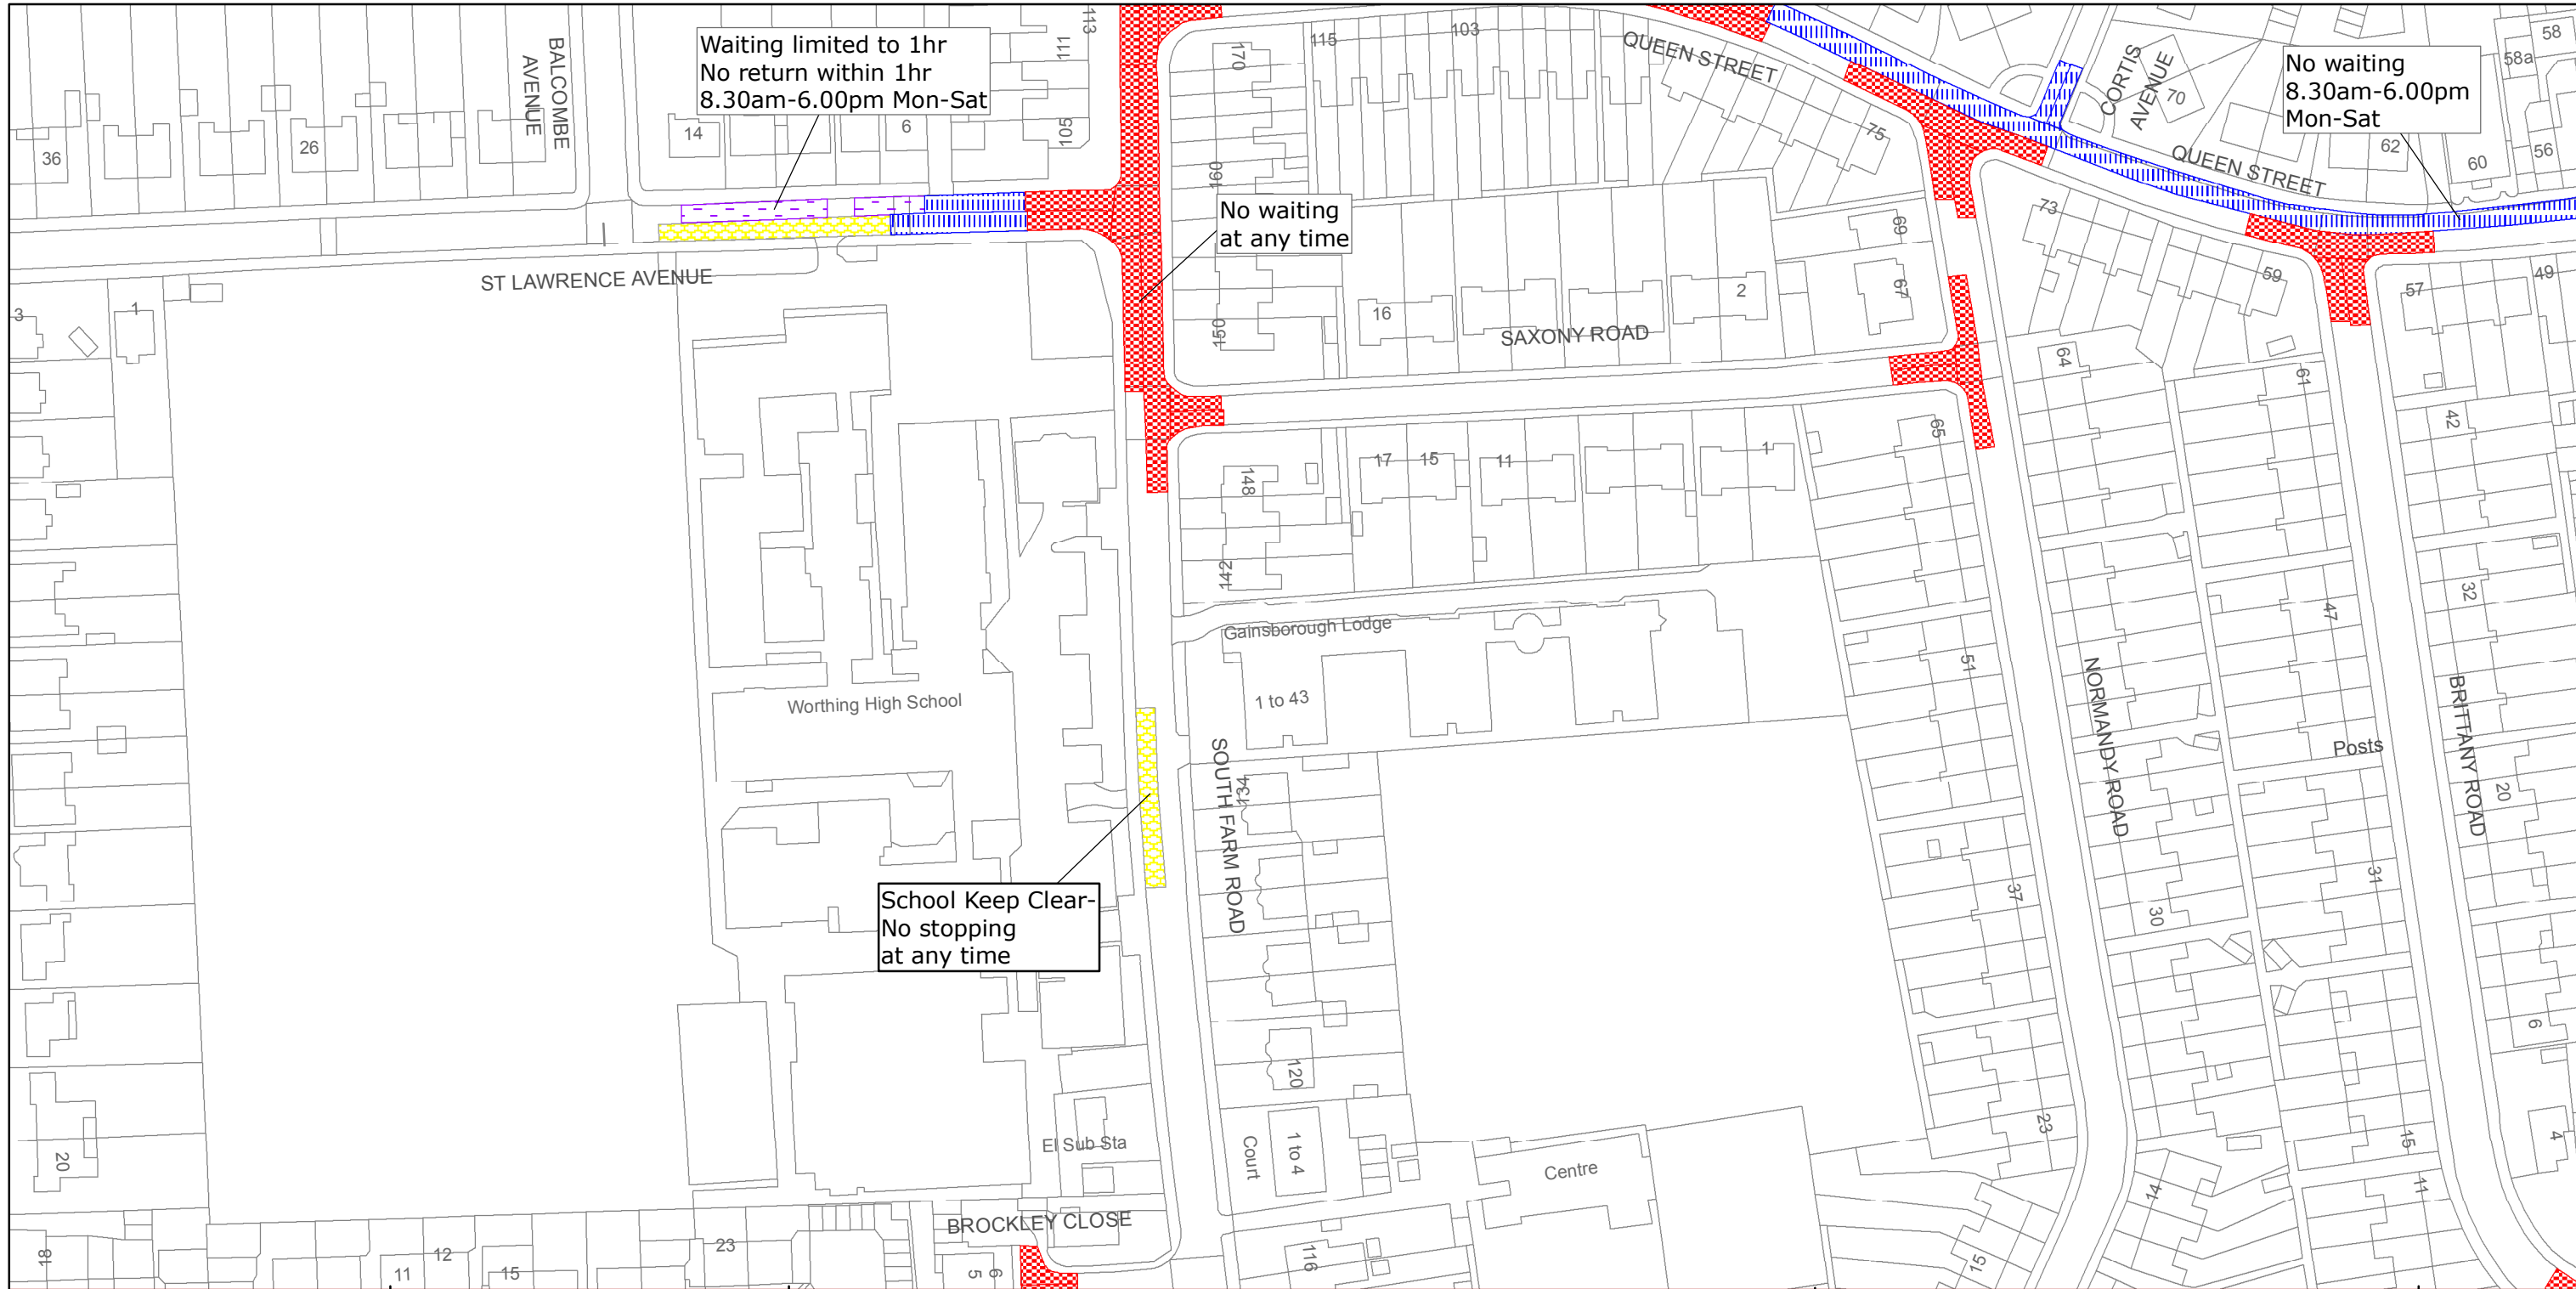 Waiting limited to 1hr
No return within 1hr
8.30am-6.00pm Mon-Sat
No waiting
8.30am-6.00pm
Mon-Sat
No waiting
at any time
School Keep Clear-
No stopping
at any time
BALCOMBE
AVENUE
113
111
105
170
160
150
115
103
QUEEN STREET
75
CORTIS
AVENUE
70
QUEEN STREET
62
60
58
58a
56
36
26
14
6
ST LAWRENCE AVENUE
3
1
16
2
SAXONY ROAD
69
67
73
59
57
49
64
61
42
148
142
17
15
11
1
65
Gainsborough Lodge
1 to 43
51
47
32
Worthing High School
SOUTH FARM ROAD
134
NORMANDY ROAD
Posts
BRITTANY ROAD
20
37
30
31
6
120
El Sub Sta
Court
1 to 4
Centre
23
15
4
20
BROCKLEY CLOSE
18
11
12
15
23
5
6
116
15
14
11